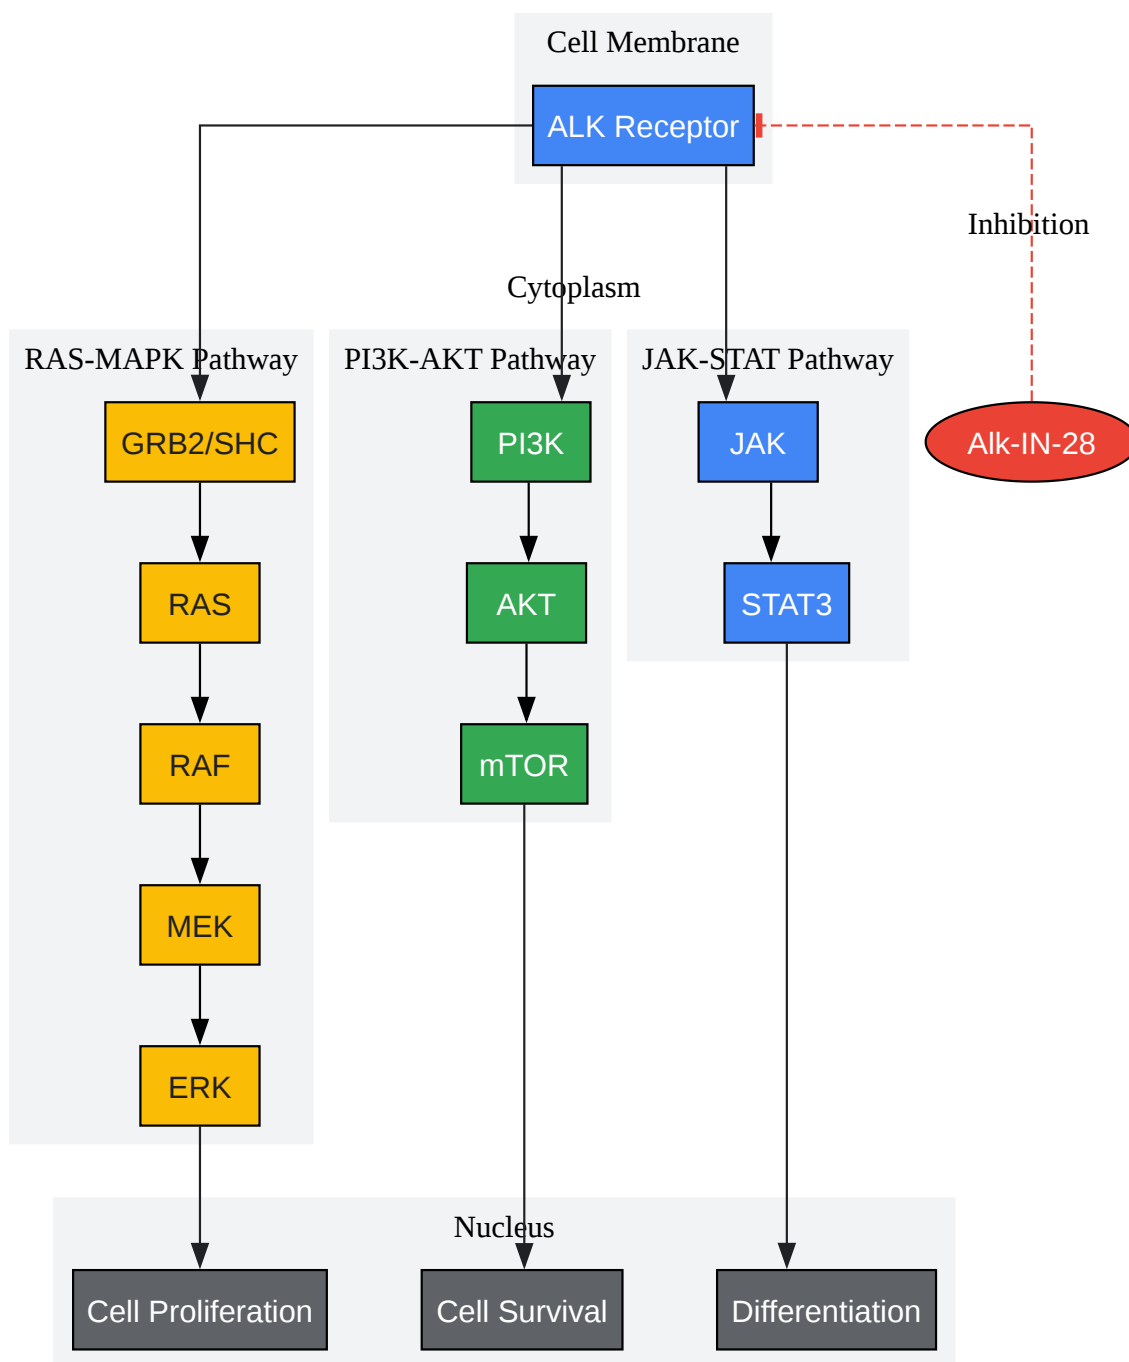 Cell Membrane
ALK Receptor
Inhibition
Cytoplasm
RAS-MAPK Pathway
PI3K-AKT Pathway
JAK-STAT Pathway
GRB2/SHC
PI3K
JAK
Alk-IN-28
RAS
AKT
STAT3
RAF
mTOR
MEK
ERK
Nucleus
Cell Proliferation
Cell Survival
Differentiation